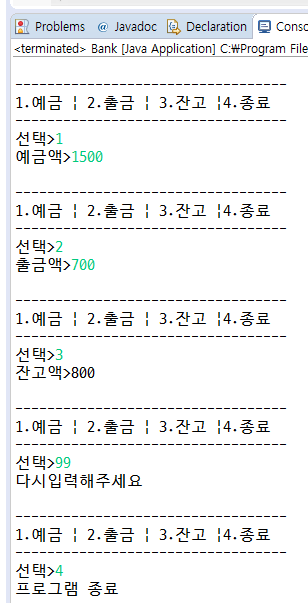 Problems @ Javadoc Declaration Conso
<terminated> Bank [Java Application] C:₩Program File
----------------------------------
1.예금 ¦ 2.출금 ¦ 3.잔고 ¦4.종료
----------------------------------
선택>1
예금액>1500
----------------------------------
1.예금 ¦ 2.출금 ¦ 3.잔고 ¦4.종료
----------------------------------
선택>2
출금액>700
----------------------------------
1.예금 ¦ 2.출금 ¦ 3.잔고 ¦4.종료
----------------------------------
선택>3
잔고액>800
----------------------------------
1.예금 ¦ 2.출금 ¦ 3.잔고 ¦4.종료
----------------------------------
선택>99
다시입력해주세요
----------------------------------
1.예금 ¦ 2.출금 ¦ 3.잔고 ¦4.종료
----------------------------------
선택>4
프로그램 종료